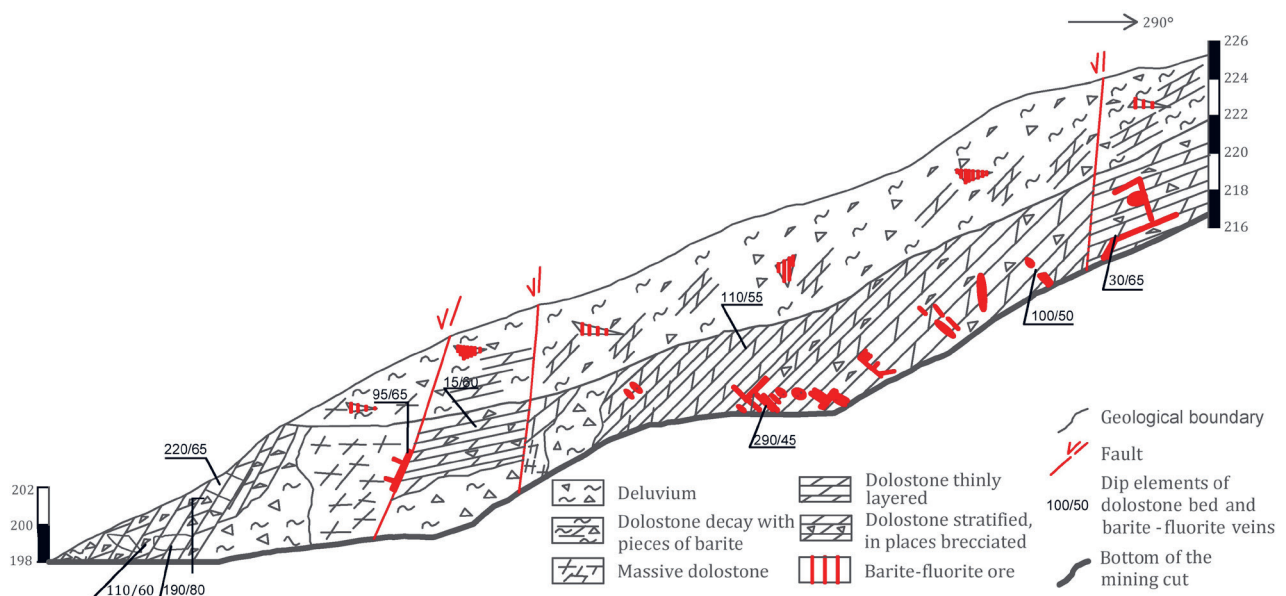 290°
226
224
222
220
218
216
110/55
30/65
100/50
15/60
95/65
220/65
290/45
202
200
198
110/60
190/80
Deluvium
Dolostone decay with
pieces of barite
Massive dolostone
Dolostone thinly
layered
Dolostone stratified,
in places brecciated
Barite-fluorite ore
Geological boundary
Fault
100/50
Dip elements of
dolostone bed and
barite - fluorite veins
Bottom of the
mining cut